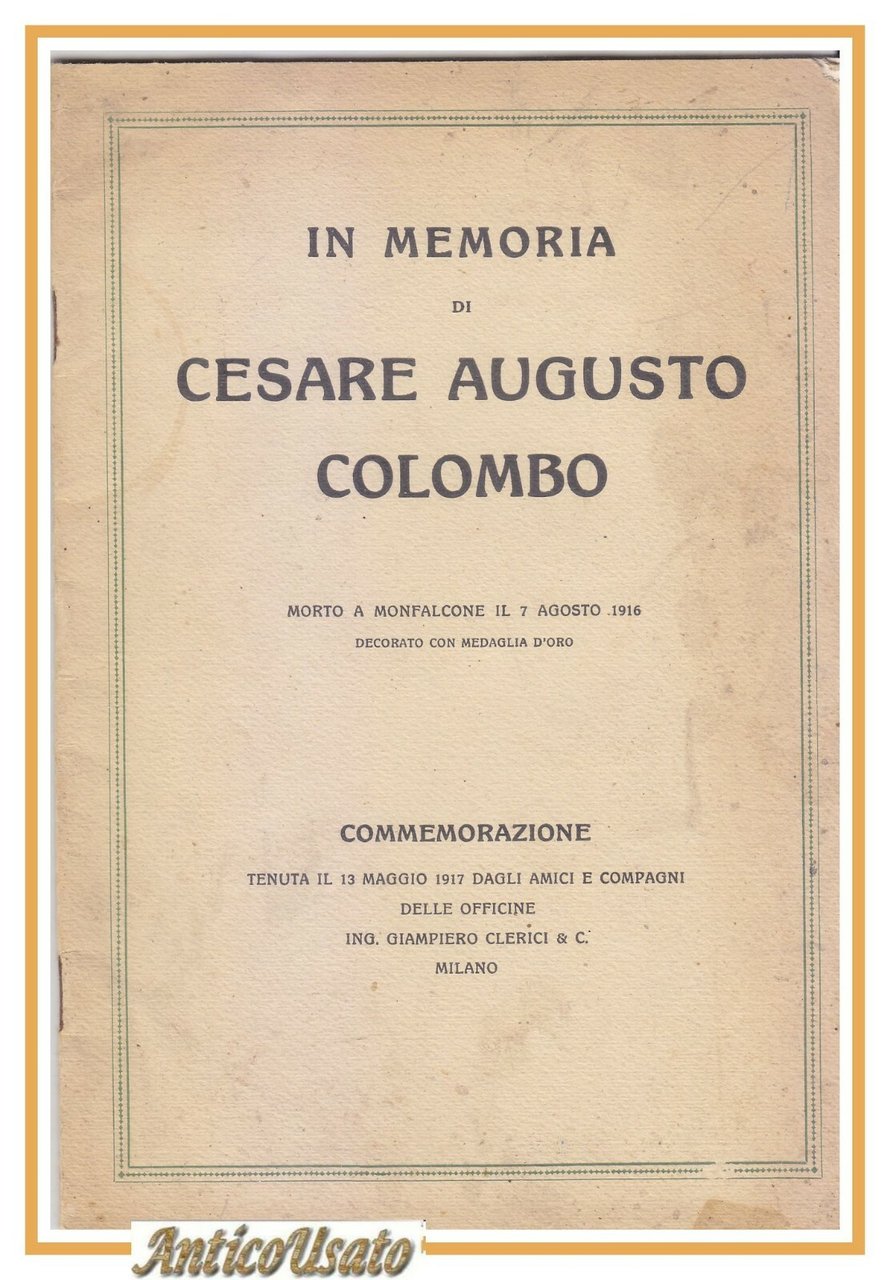 IN MEMORIA
DI
CESARE AUGUSTO
COLOMBO
MORTO A MONFALCONE IL 7 AGOSTO 1916
DECORATO CON MEDAGLIA D'ORO
COMMEMORAZIONE
TENUTA IL 13 MAGGIO 1917 DAGLI AMICI E COMPAGNI
DELLE OFFICINE
ING. GIAMPIERO CLERICI & C.
MILANO
AnticoUsato